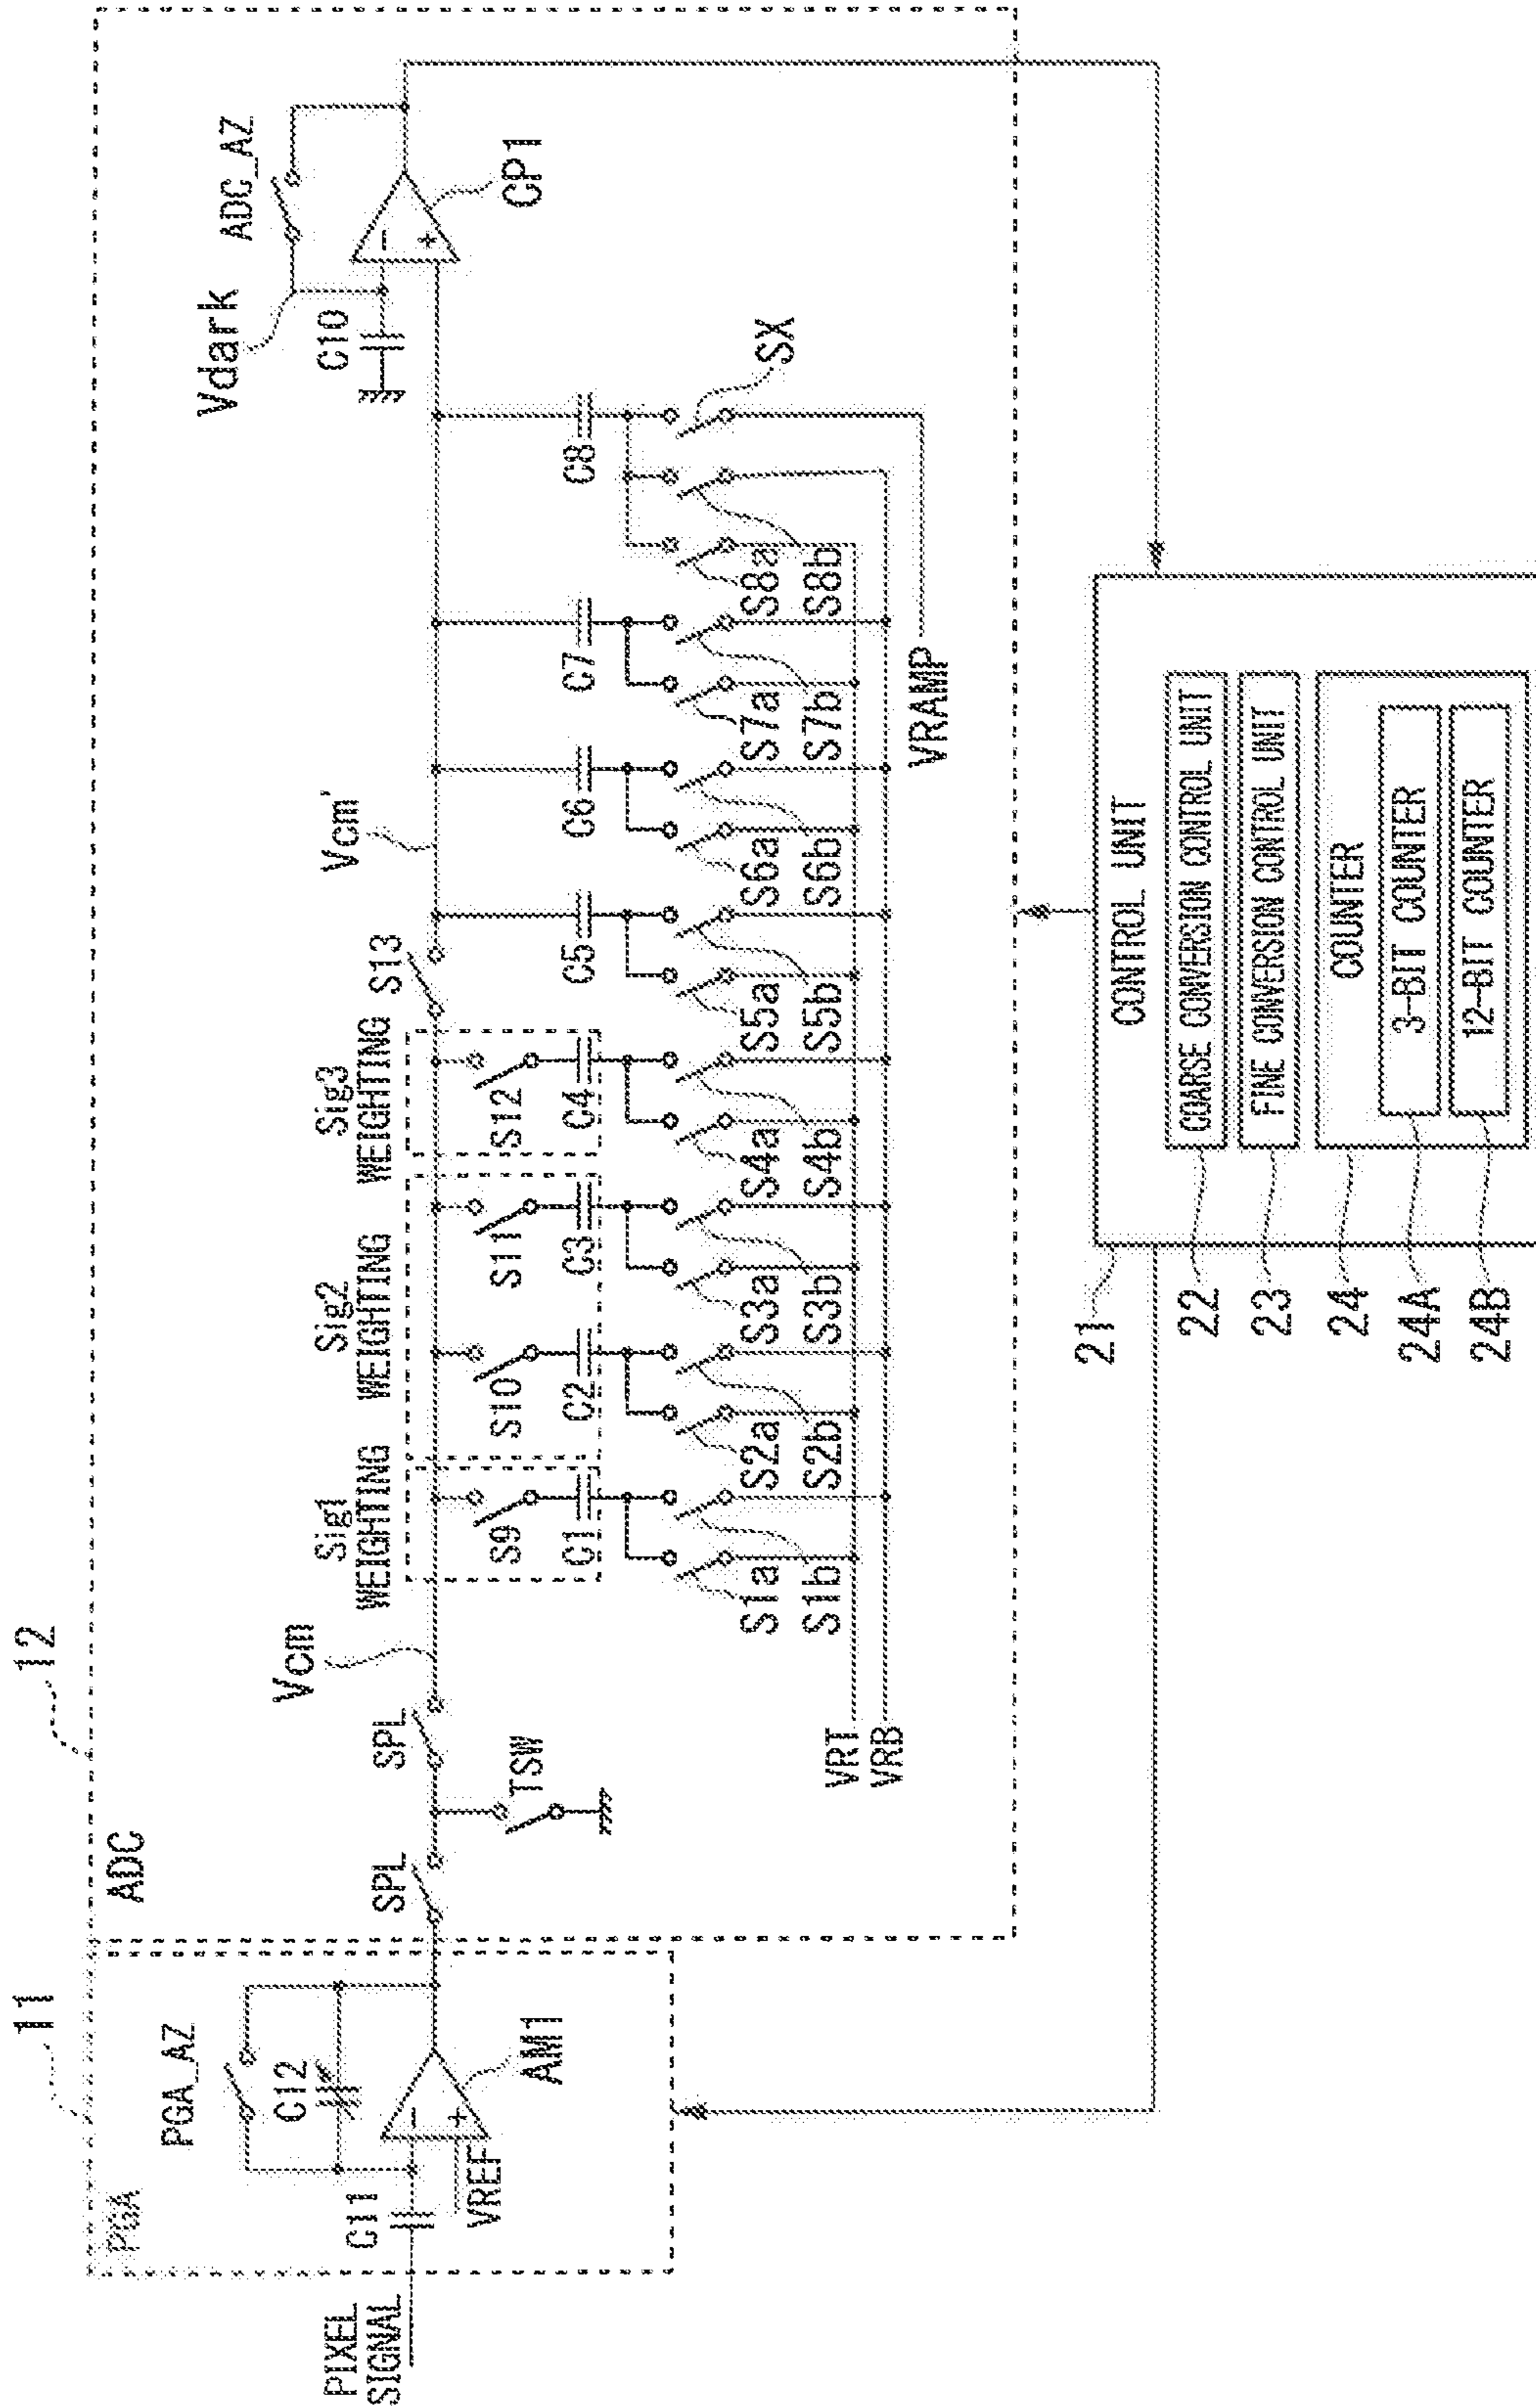 11
12
PGA
ADC
PGA_AZ
C12
C11
AM1
VREF
PIXEL
SIGNAL
SPL
TSW
SPL
Vcm
Sig1
WEIGHTING
Sig2
WEIGHTING
Sig3
WEIGHTING
S9
S10
S11
S12
S13
Vcm'
Vdark
ADC_AZ
C10
CP1
C1
C2
C3
C4
C5
C6
C7
C8
SX
S1a
S1b
S2a
S2b
S3a
S3b
S4a
S4b
S5a
S5b
S6a
S6b
S7a
S7b
S8a
S8b
VRT
VRB
VRAMP
21
CONTROL UNIT
22
COARSE CONVERSION CONTROL UNIT
23
FINE CONVERSION CONTROL UNIT
24
COUNTER
24A
3-BIT COUNTER
24B
12-BIT COUNTER